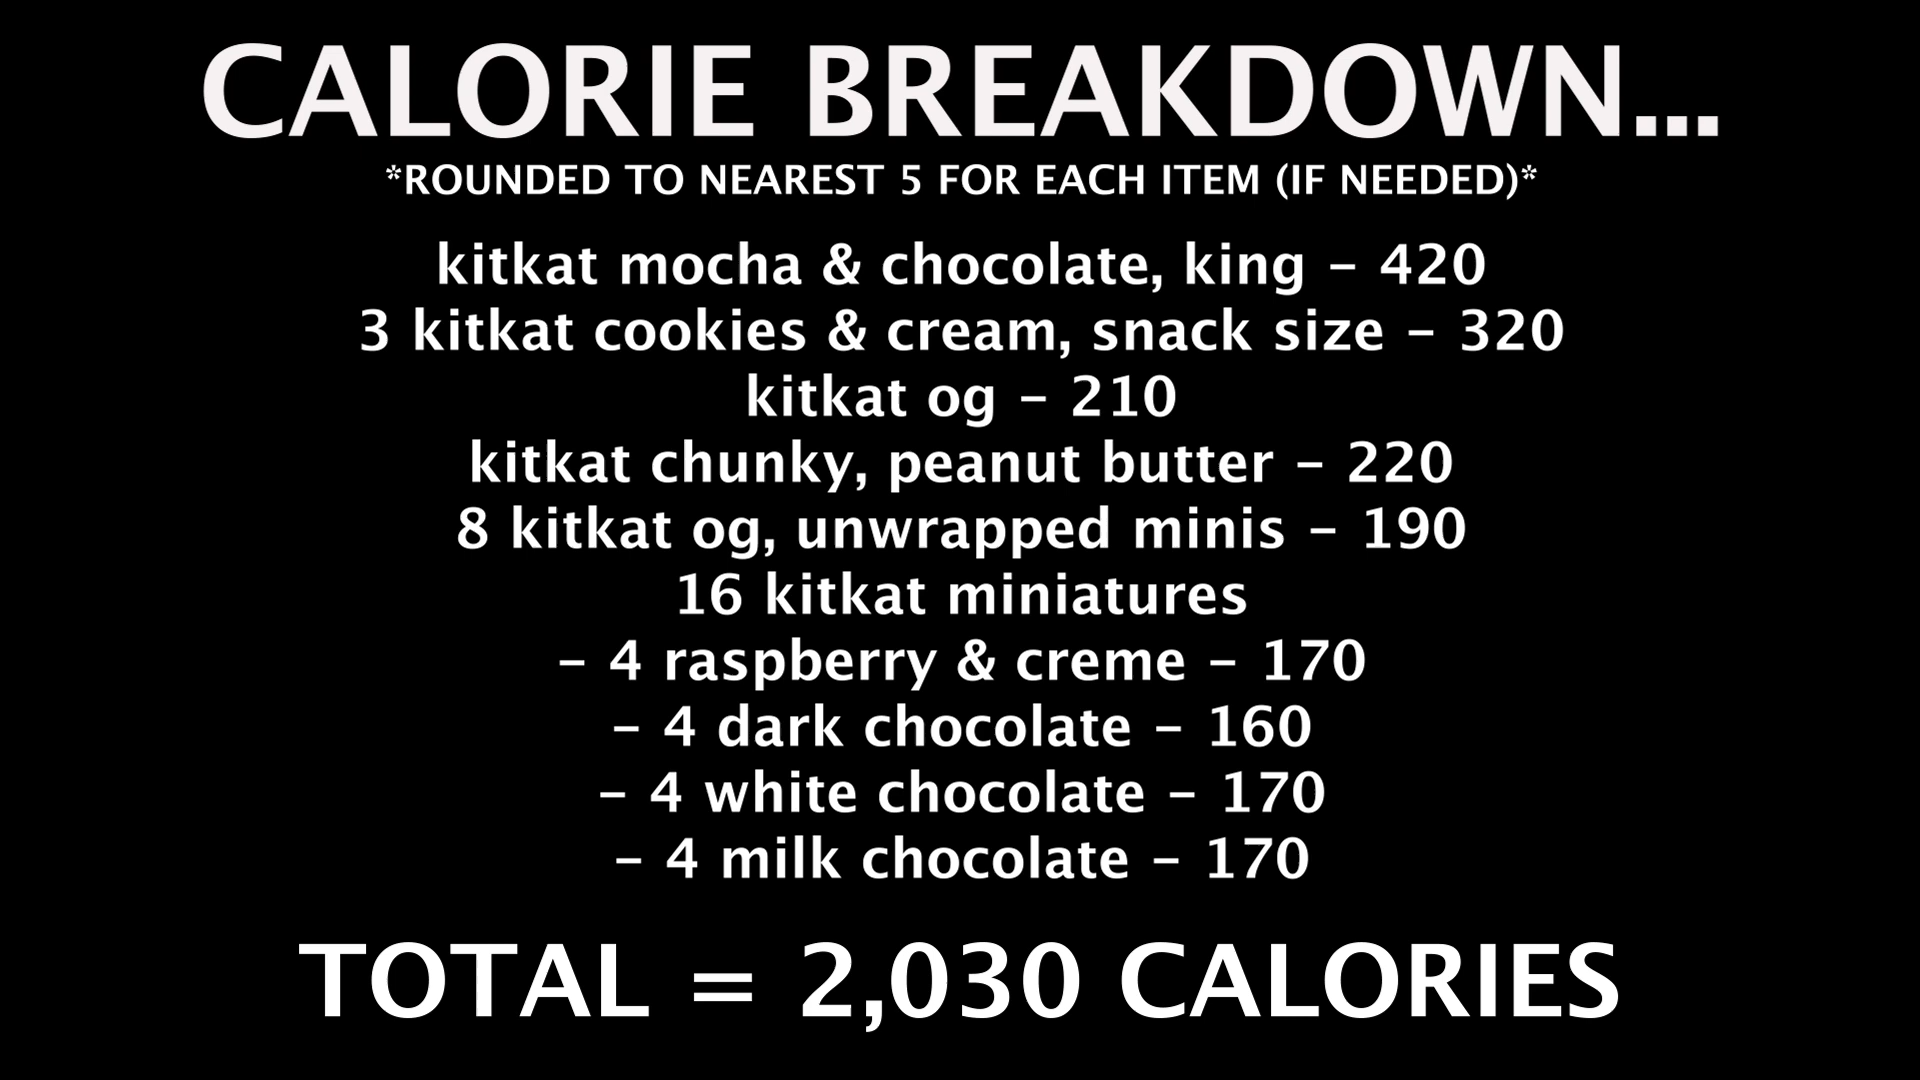 CALORIE BREAKDOWN...
*ROUNDED TO NEAREST 5 FOR EACH ITEM (IF NEEDED)*
kitkat mocha & chocolate, king – 420
3 kitkat cookies & cream, snack size – 320
kitkat og – 210
kitkat chunky, peanut butter – 220
8 kitkat og, unwrapped minis – 190
16 kitkat miniatures
– 4 raspberry & creme – 170
– 4 dark chocolate – 160
– 4 white chocolate – 170
– 4 milk chocolate – 170
TOTAL = 2,030 CALORIES